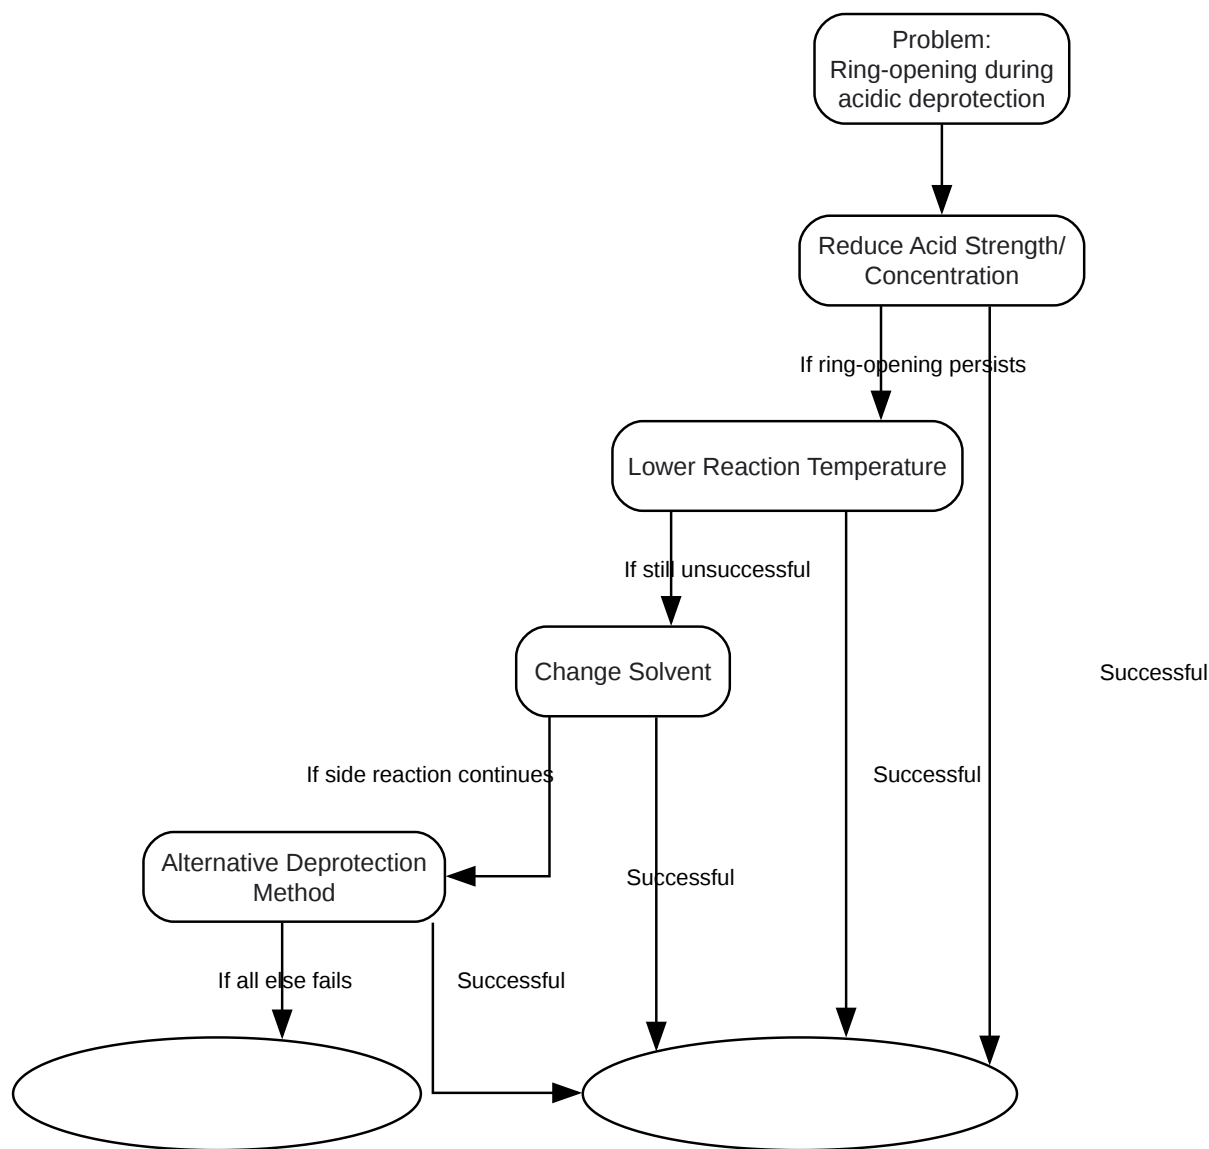 Problem:
Ring-opening during
acidic deprotection
Reduce Acid Strength/
Concentration
If ring-opening persists
Lower Reaction Temperature
If still unsuccessful
Change Solvent
Successful
If side reaction continues
Successful
Alternative Deprotection
Method
Successful
If all else fails
Successful